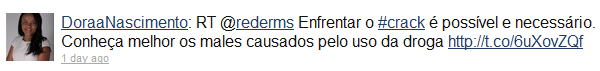 DoraaNascimento: RT @rederms Enfrentar o #crack é possível e necessário.
Conheça melhor os males causados pelo uso da droga http://t.co/6uXovZQf
1 day ago